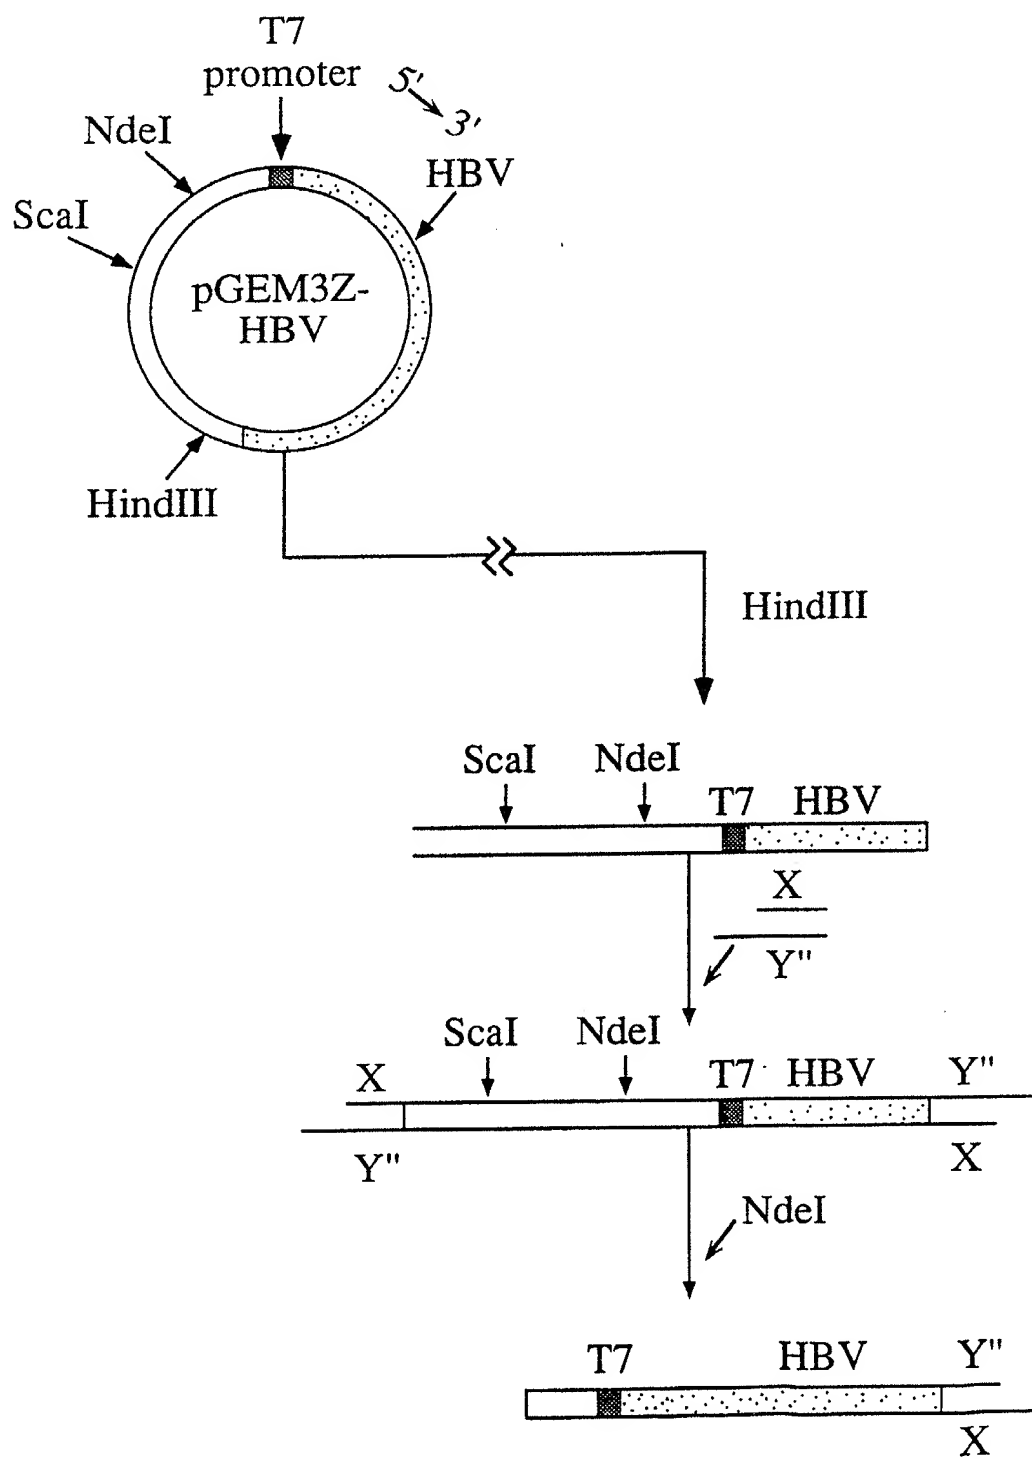 T7
promoter
5'
3'
NdeI
HBV
ScaI
pGEM3Z-
HBV
HindIII
HindIII
ScaI NdeI
T7 HBV
X
Y"
ScaI NdeI
X T7 HBV Y"
Y" X
NdeI
T7 HBV Y"
X